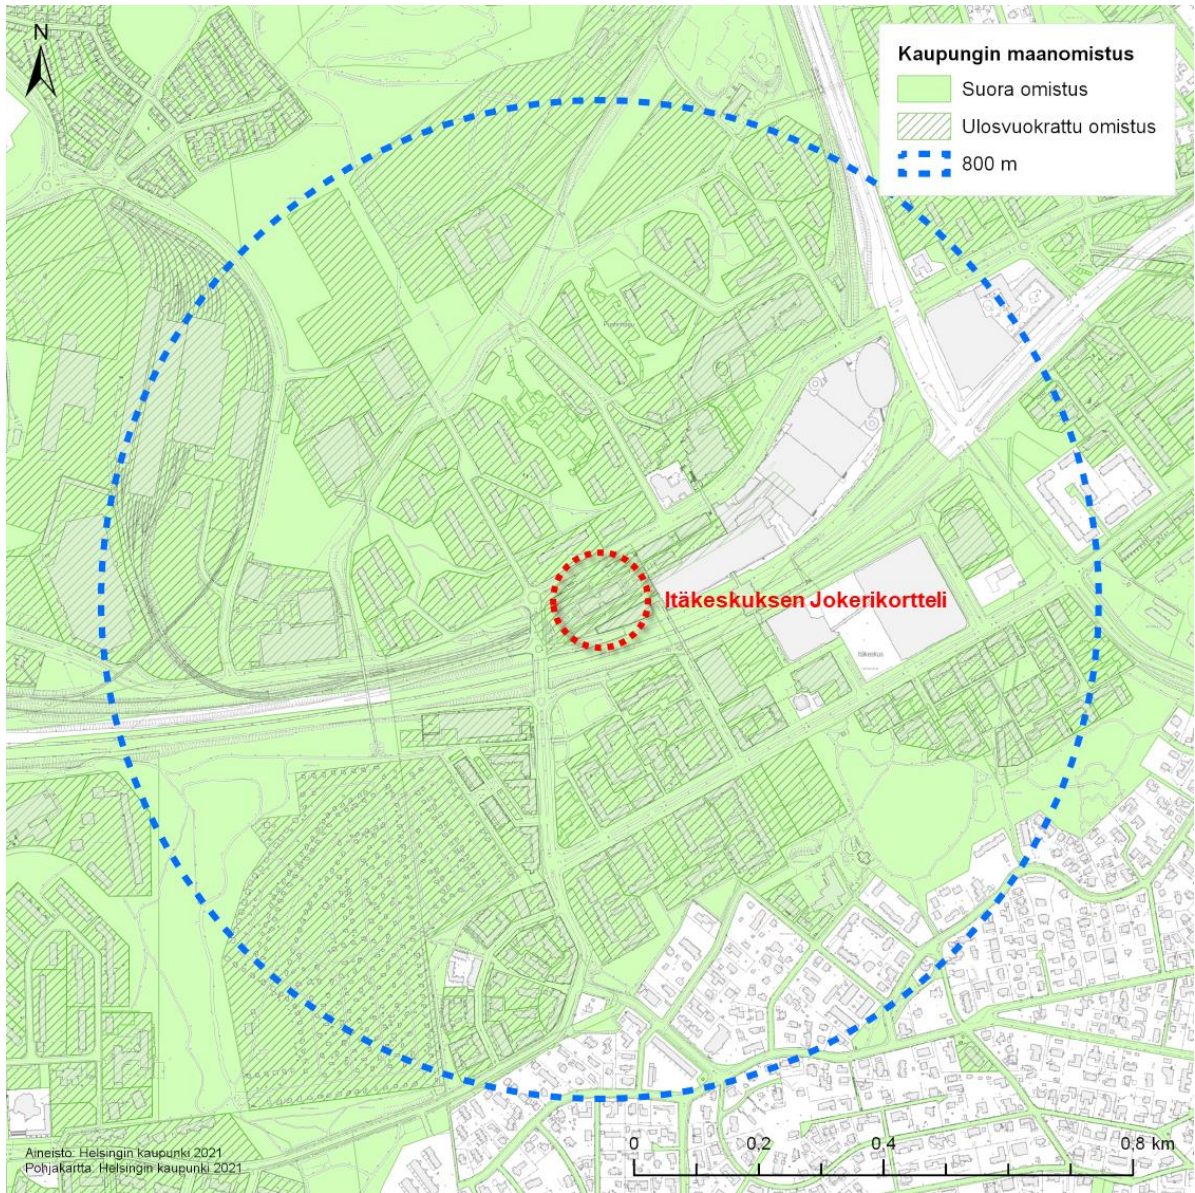 N
Kaupungin maanomistus
Suora omistus
Ulosvuokrattu omistus
800 m
Itäkeskuksen Jokerikortteli
Itäkeskus
Aineisto: Helsingin kaupunki 2021
Pohjakartta: Helsingin kaupunki 2021
0 0,2 0,4 0,8 km